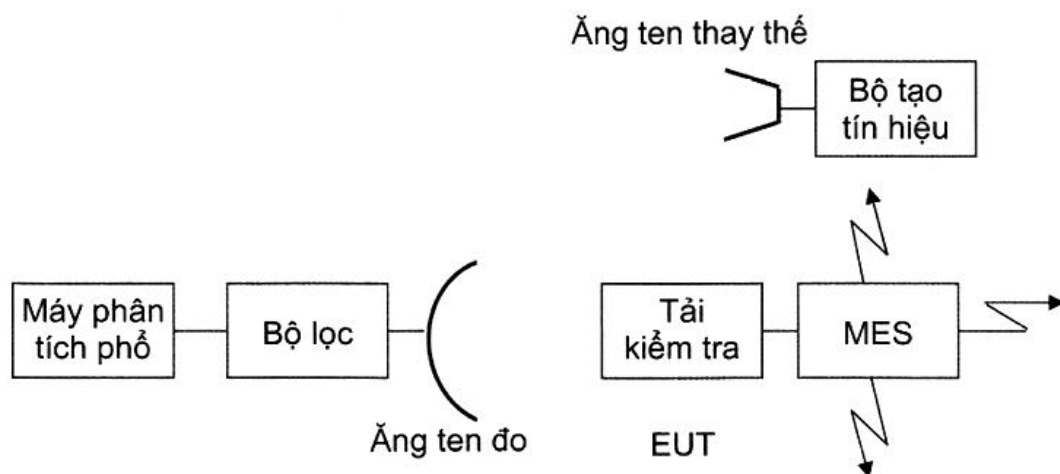 Ăng ten thay thế
Bộ tạo
tín hiệu
Máy phân
tích phổ
Bộ lọc
Tải
kiểm tra
MES
Ăng ten đo
EUT